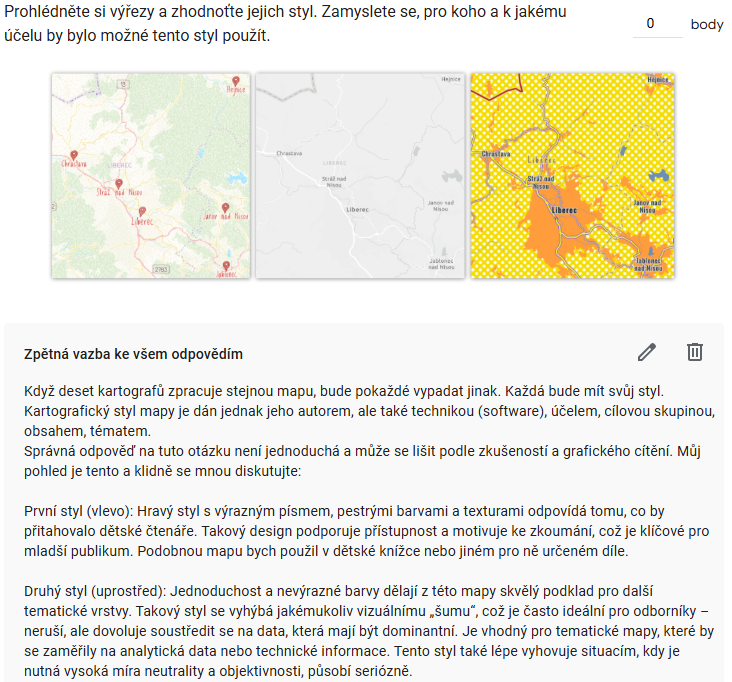 Prohlédněte si výřezy a zhodnoťte jejich styl. Zamyslete se, pro koho a k jakému
účelu by bylo možné tento styl použít.
0 body
15
Hejnice
Chrastava
LIBEREC
Stráž nad Nisou
Liberec
Janov nad Nisou
2783
Jablonec
Hejnice
Chrastava
LIBEREC
Stráž nad
Nisou
Liberec
Janov nad
Nisou
Jablonec
nad Nisou
Hejnice
Chrastava
Liberec
Stráž nad
Nisou
Liberec
Janov nad
Nisou
Jablonec
nad Nisou
Zpětná vazba ke všem odpovědím
Když deset kartografů zpracuje stejnou mapu, bude pokaždé vypadat jinak. Každá bude mít svůj styl.
Kartografický styl mapy je dán jednak jeho autorem, ale také technikou (software), účelem, cílovou skupinou,
obsahem, tématem.
Správná odpověď na tuto otázku není jednoduchá a může se lišit podle zkušeností a grafického cítění. Můj
pohled je tento a klidně se mnou diskutujte:
První styl (vlevo): Hravý styl s výrazným písmem, pestrými barvami a texturami odpovídá tomu, co by
přitahovalo dětské čtenáře. Takový design podporuje přístupnost a motivuje ke zkoumání, což je klíčové pro
mladší publikum. Podobnou mapu bych použil v dětské knížce nebo jiném pro ně určeném díle.
Druhý styl (uprostřed): Jednoduchost a nevýrazné barvy dělají z této mapy skvělý podklad pro další
tematické vrstvy. Takový styl se vyhýbá jakémukoliv vizuálnímu „šumu“, což je často ideální pro odborníky –
neruší, ale dovoluje soustředit se na data, která mají být dominantní. Je vhodný pro tematické mapy, které by
se zaměřily na analytická data nebo technické informace. Tento styl také lépe vyhovuje situacím, kdy je
nutná vysoká míra neutrality a objektivnosti, působí seriózně.